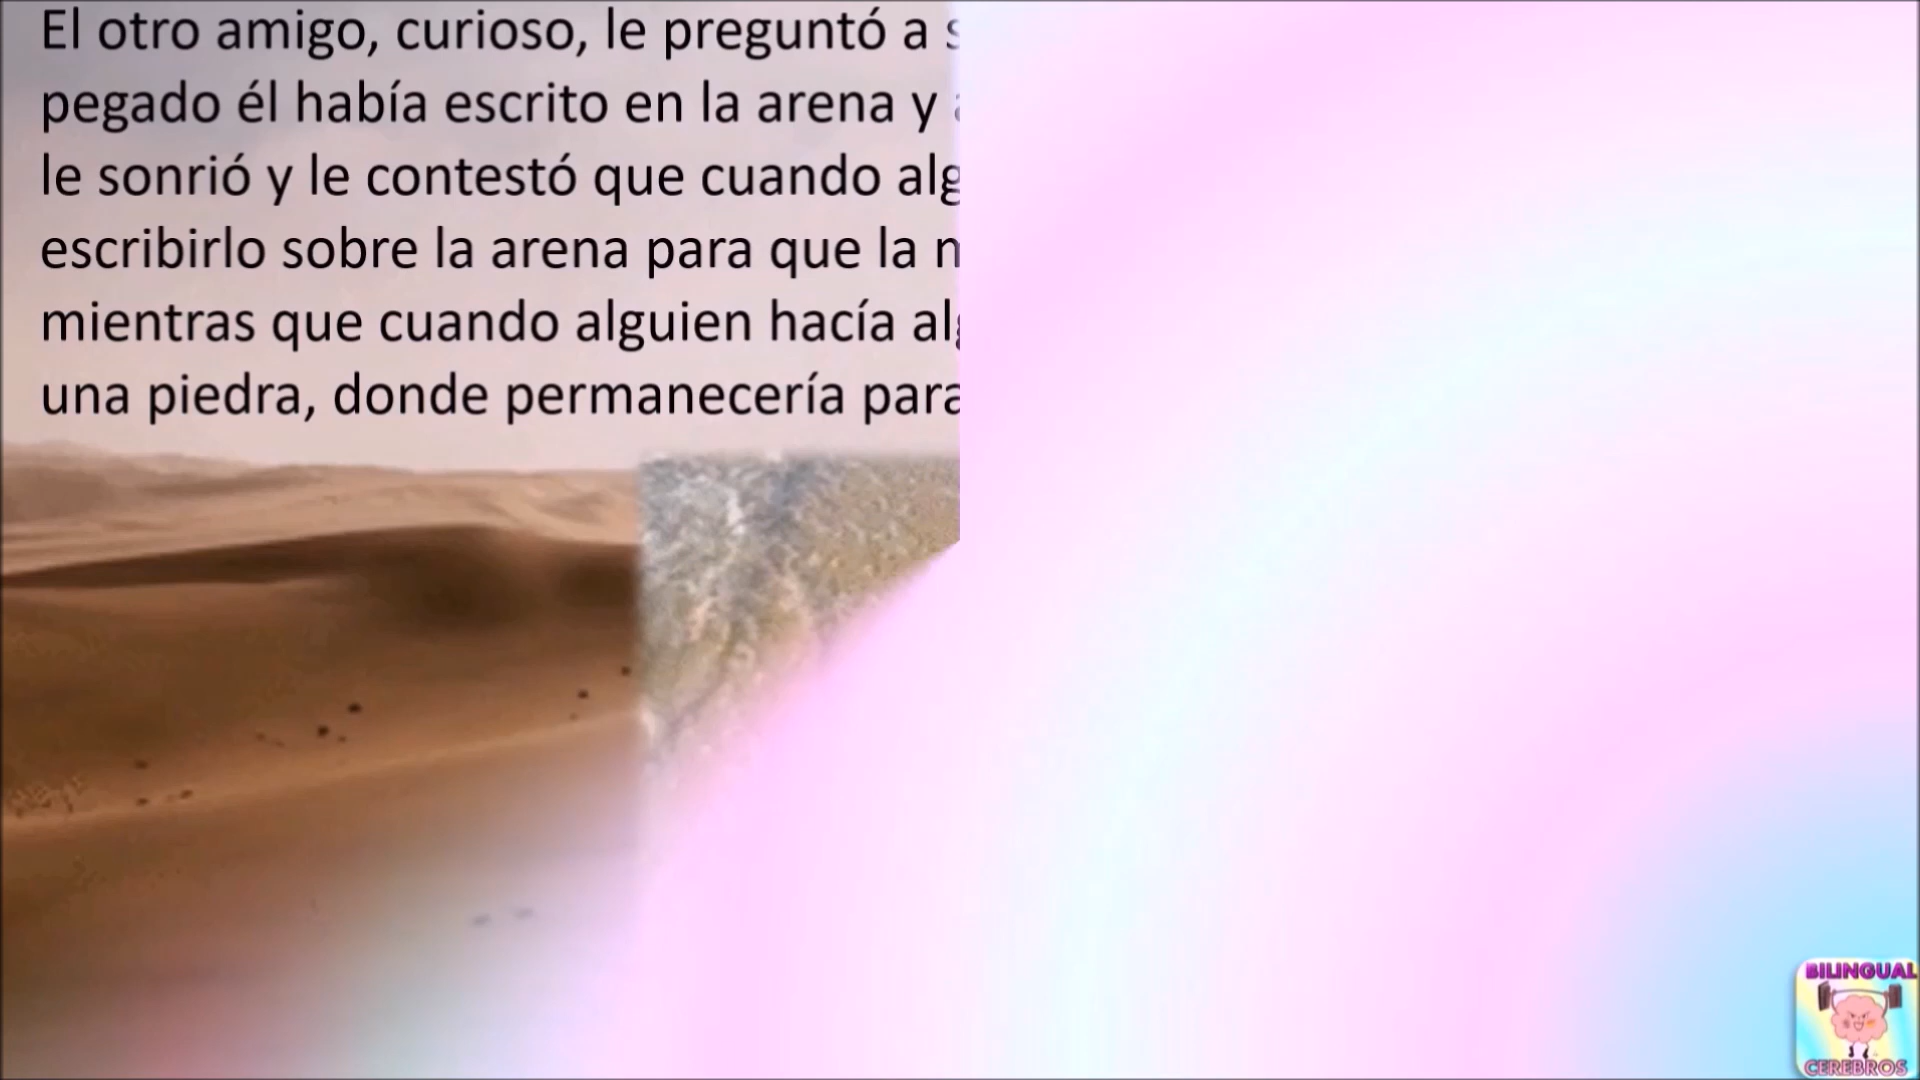 El otro amigo, curioso, le preguntó a
pegado él había escrito en la arena y
le sonrió y le contestó que cuando
escribirlo sobre la arena para que la
mientras que cuando alguien hacía
una piedra, donde permanecería para
BILINGUAL
CEREBROS